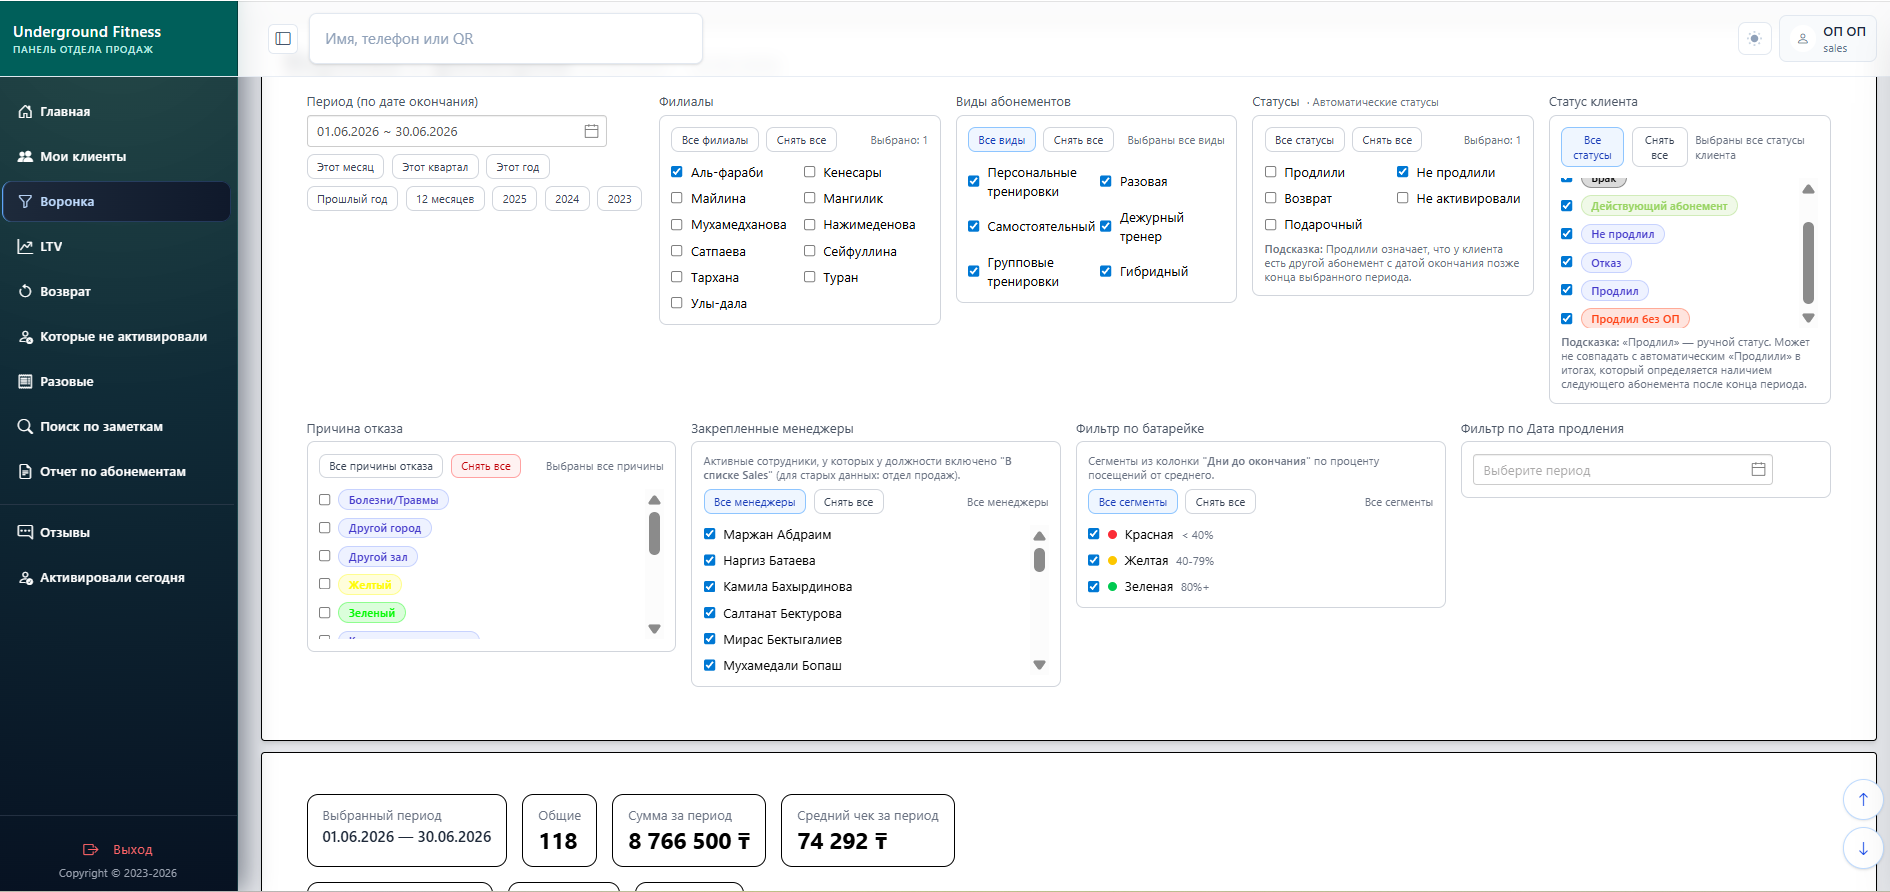 Underground Fitness
ПАНЕЛЬ ОТДЕЛА ПРОДАЖ
Имя, телефон или QR
ОП ОП
sales
Главная
Мои клиенты
Воронка
LTV
Возврат
Которые не активировали
Разовые
Поиск по заметкам
Отчет по абонементам
Отзывы
Активировали сегодня
Выход
Copyright © 2023-2026
Период (по дате окончания)
01.06.2026 ~ 30.06.2026
Этот месяц Этот квартал Этот год
Прошлый год 12 месяцев 2025 2024 2023
Филиалы
Все филиалы Снять все Выбрано: 1
Аль-фараби Кенесары
Майлина Мангилик
Мухамедханова Нажимеденова
Сатпаева Сейфуллина
Тархана Туран
Улы-дала
Виды абонементов
Все виды Снять все Выбраны все виды
Персональные тренировки Разовая
Самостоятельный Дежурный тренер
Групповые тренировки Гибридный
Статусы · Автоматические статусы
Все статусы Снять все Выбрано: 1
Продлили Не продлили
Возврат Не активировали
Подарочный
Подсказка: Продлили означает, что у клиента
есть другой абонемент с датой окончания позже
конца выбранного периода.
Статус клиента
Все статусы Снять все Выбраны все статусы клиента
Брак
Действующий абонемент
Не продлил
Отказ
Продлил
Продлил без ОП
Подсказка: «Продлил» — ручной статус. Может
не совпадать с автоматическим «Продлили» в
итогах, который определяется наличием
следующего абонемента после конца периода.
Причина отказа
Все причины отказа Снять все Выбраны все причины
Болезни/Травмы
Другой город
Другой зал
Желтый
Зеленый
Закрепленные менеджеры
Активные сотрудники, у которых у должности включено "В
списке Sales" (для старых данных: отдел продаж).
Все менеджеры Снять все Все менеджеры
Маржан Абдраим
Наргиз Батаева
Камила Бахырдинова
Салтанат Бектурова
Мирас Бектыгалиев
Мухамедали Бопаш
Фильтр по батарейке
Сегменты из колонки "Дни до окончания" по проценту
посещений от среднего.
Все сегменты Снять все Все сегменты
Красная < 40%
Желтая 40-79%
Зеленая 80%+
Фильтр по Дата продления
Выберите период
Выбранный период
01.06.2026 — 30.06.2026
Общие
118
Сумма за период
8 766 500 ₸
Средний чек за период
74 292 ₸